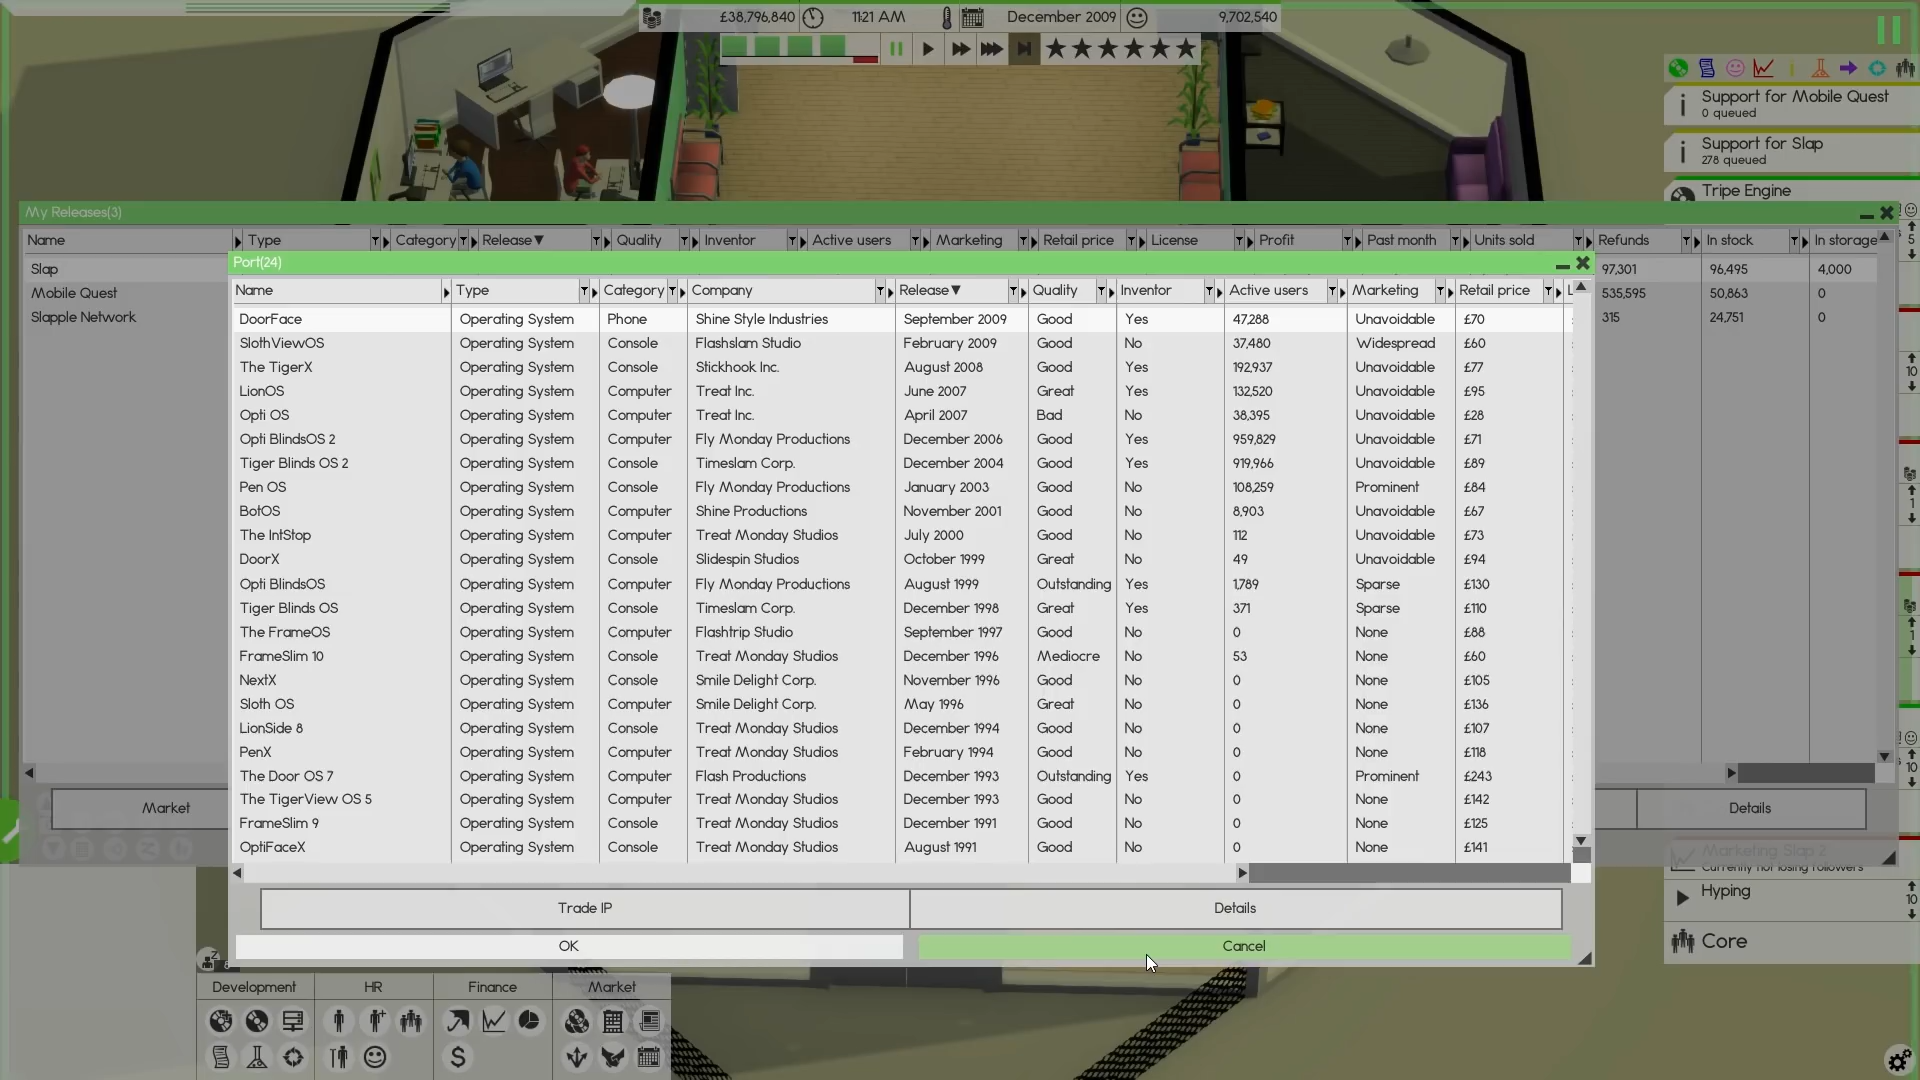 £38,796,840 11:21 AM December 2009 9,702,540
Support for Mobile Quest
0 queued
Support for Slap
278 queued
Tripe Engine
My Releases(3)
Name Type Category Release▼ Quality Inventor Active users Marketing Retail price License Profit Past month Units sold Refunds In stock In storage
Slap 97,301 96,495 4,000
Mobile Quest 535,595 50,863 0
Slapple Network 315 24,751 0
Port(24)
Name Type Category Company Release▼ Quality Inventor Active users Marketing Retail price L
DoorFace Operating System Phone Shine Style Industries September 2009 Good Yes 47,288 Unavoidable £70
SlothViewOS Operating System Console Flashslam Studio February 2009 Good No 37,480 Widespread £60
The TigerX Operating System Console Stickhook Inc. August 2008 Good Yes 192,937 Unavoidable £77
LionOS Operating System Computer Treat Inc. June 2007 Great Yes 132,520 Unavoidable £95
Opti OS Operating System Computer Treat Inc. April 2007 Bad No 38,395 Unavoidable £28
Opti BlindsOS 2 Operating System Computer Fly Monday Productions December 2006 Good Yes 959,829 Unavoidable £71
Tiger Blinds OS 2 Operating System Console Timeslam Corp. December 2004 Good Yes 919,966 Unavoidable £89
Pen OS Operating System Console Fly Monday Productions January 2003 Good No 108,259 Prominent £84
BotOS Operating System Computer Shine Productions November 2001 Good No 8,903 Unavoidable £67
The IntStop Operating System Computer Treat Monday Studios July 2000 Good No 112 Unavoidable £73
DoorX Operating System Console Slidespin Studios October 1999 Great No 49 Unavoidable £94
Opti BlindsOS Operating System Computer Fly Monday Productions August 1999 Outstanding Yes 1,789 Sparse £130
Tiger Blinds OS Operating System Console Timeslam Corp. December 1998 Great Yes 371 Sparse £110
The FrameOS Operating System Computer Flashtrip Studio September 1997 Good No 0 None £88
FrameSlim 10 Operating System Console Treat Monday Studios December 1996 Mediocre No 53 None £60
NextX Operating System Console Smile Delight Corp. November 1996 Good No 0 None £105
Sloth OS Operating System Computer Smile Delight Corp. May 1996 Great No 0 None £136
LionSide 8 Operating System Console Treat Monday Studios December 1994 Good No 0 None £107
PenX Operating System Computer Treat Monday Studios February 1994 Good No 0 None £118
The Door OS 7 Operating System Computer Flash Productions December 1993 Outstanding Yes 0 Prominent £243
The TigerView OS 5 Operating System Computer Treat Monday Studios December 1993 Good No 0 None £142
FrameSlim 9 Operating System Console Treat Monday Studios December 1991 Good No 0 None £125
OptiFaceX Operating System Console Treat Monday Studios August 1991 Good No 0 None £141
Market Details
Trade IP Details
OK Cancel
5
10
1
1
10
Marketing Slap 2
Currently not losing followers
Hyping
10
Core
Development HR Finance Market